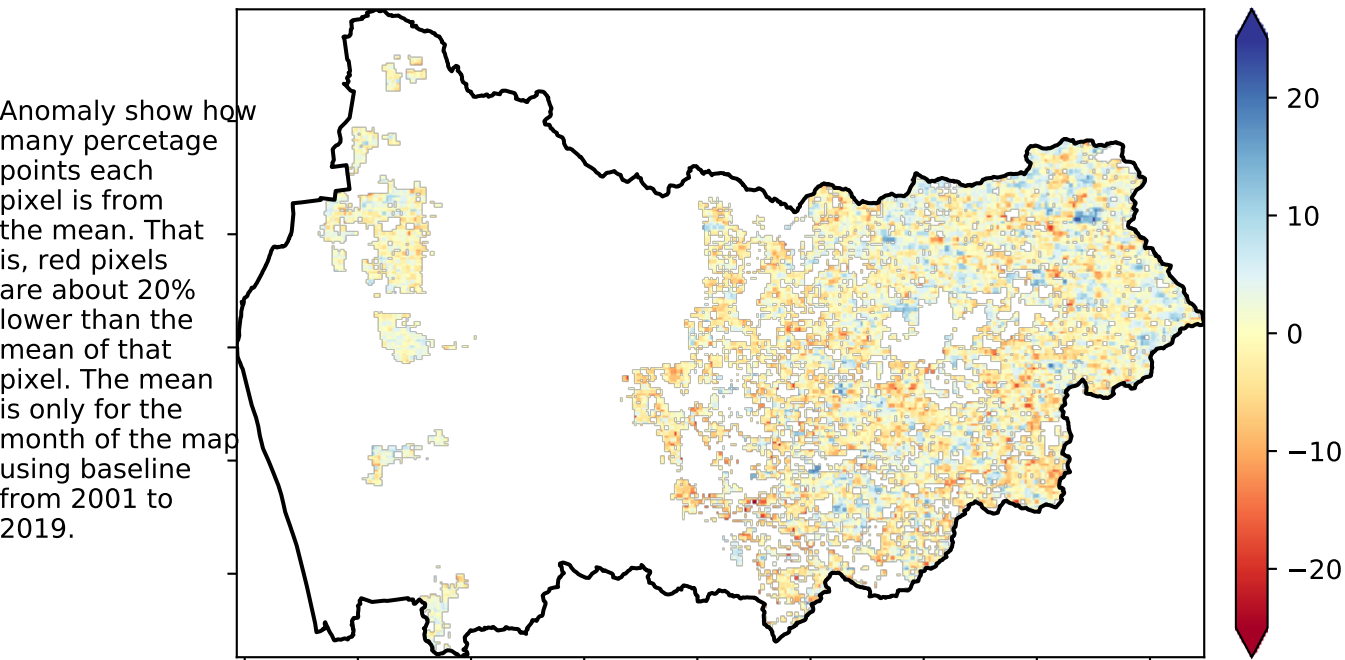 Anomaly show how
many percetage
points each
pixel is from
the mean. That
is, red pixels
are about 20%
lower than the
mean of that
pixel. The mean
is only for the
month of the map
using baseline
from 2001 to
2019.
20
10
0
−10
−20